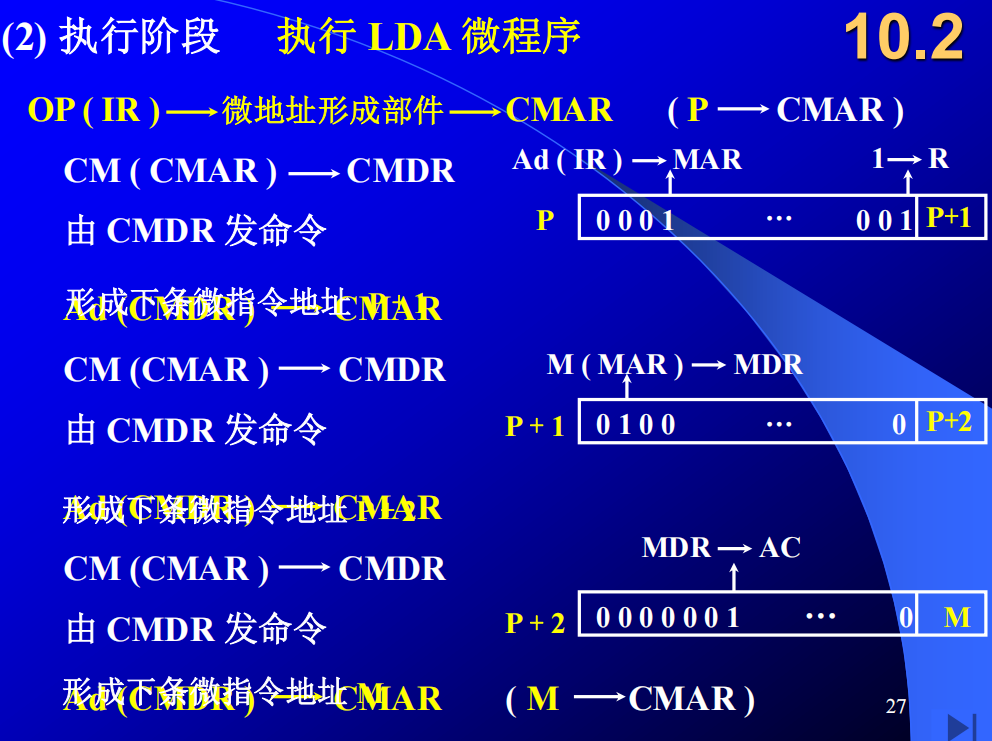 (2) 执行阶段 执行 LDA 微程序 10.2
OP ( IR ) → 微地址形成部件 → CMAR ( P → CMAR )
CM ( CMAR ) → CMDR
Ad ( IR ) → MAR 1 → R
P 0 0 0 1 ··· 0 0 1 P+1
由 CMDR 发命令
形成下条微指令地址 P + 1
Ad (CMDR ) → CMAR
CM (CMAR ) → CMDR
M ( MAR ) → MDR
P + 1 0 1 0 0 ··· 0 P+2
由 CMDR 发命令
形成下条微指令地址 P + 2
Ad (CMDR ) → CMAR
CM (CMAR ) → CMDR
MDR → AC
P + 2 0 0 0 0 0 0 1 ··· 0 M
由 CMDR 发命令
形成下条微指令地址 M
Ad (CMDR ) → CMAR ( M → CMAR )
27